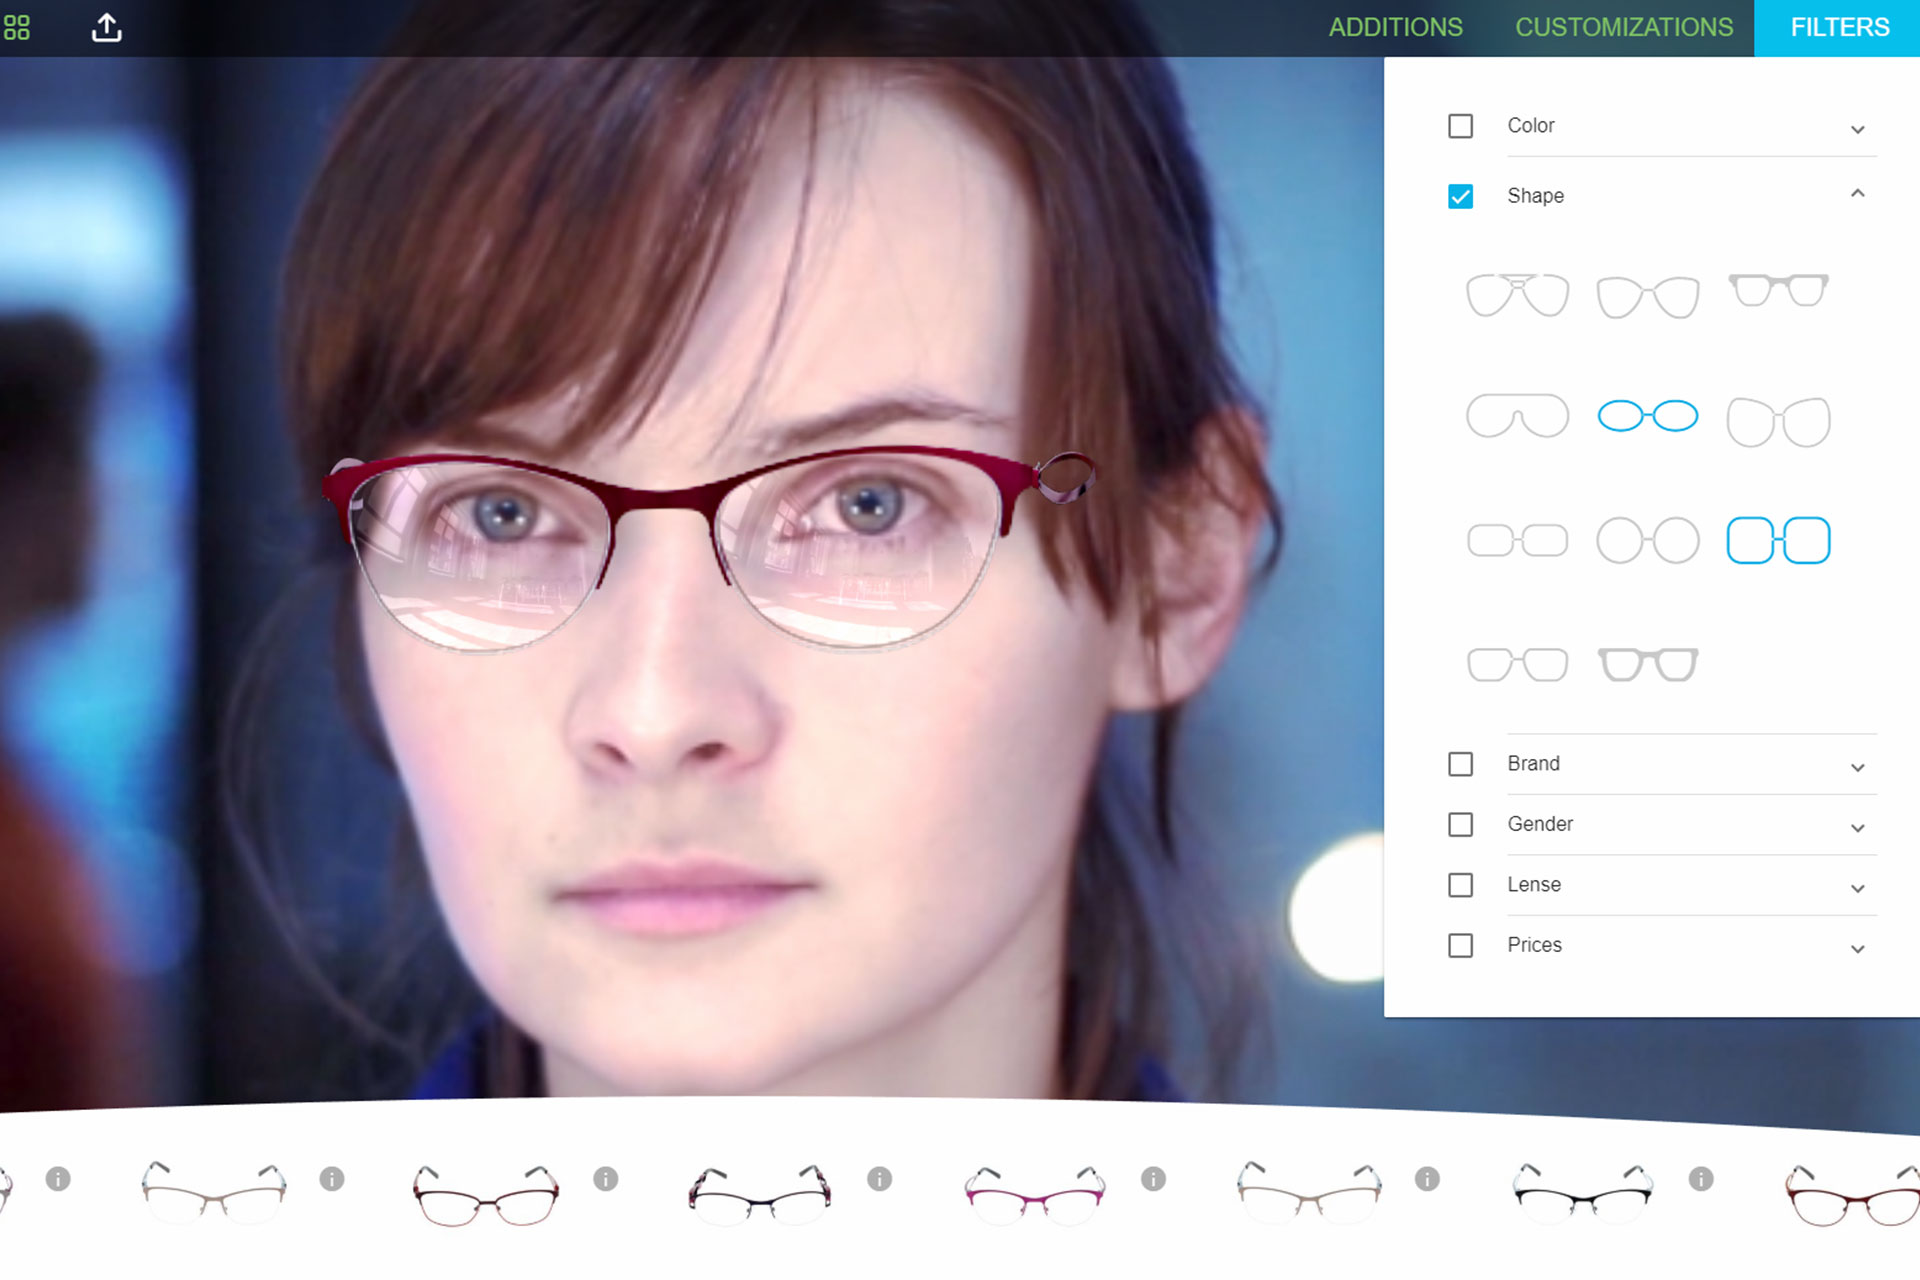 ADDITIONS CUSTOMIZATIONS FILTERS
Color
Shape
Brand
Gender
Lense
Prices